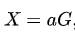 X = aG,